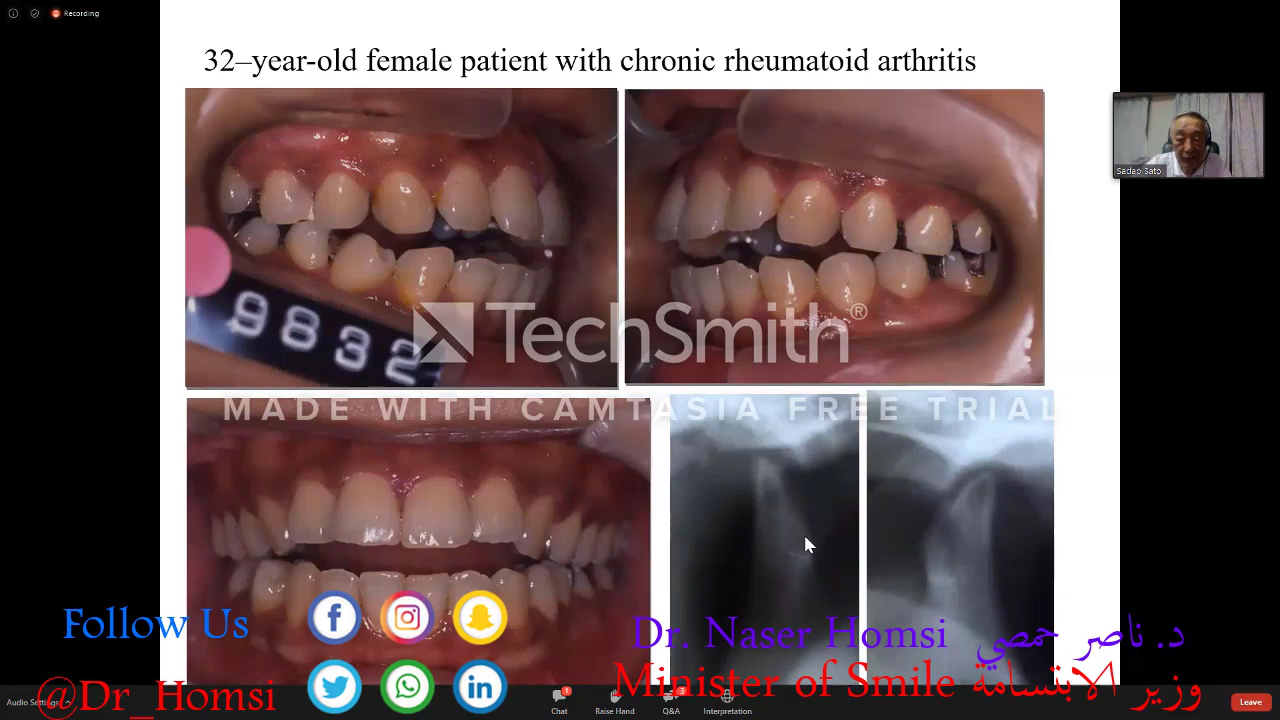 Recording
32–year-old female patient with chronic rheumatoid arthritis
Sadao Sato
9832
TechSmith®
MADE WITH CAMTASIA FREE TRIAL
Follow Us
Dr. Naser Homsi د. ناصر حمصي
@Dr_Homsi
Minister of Smile وزير الابتسامة
Audio Settings
1
Chat
Raise Hand
3
Q&A
Interpretation
Leave